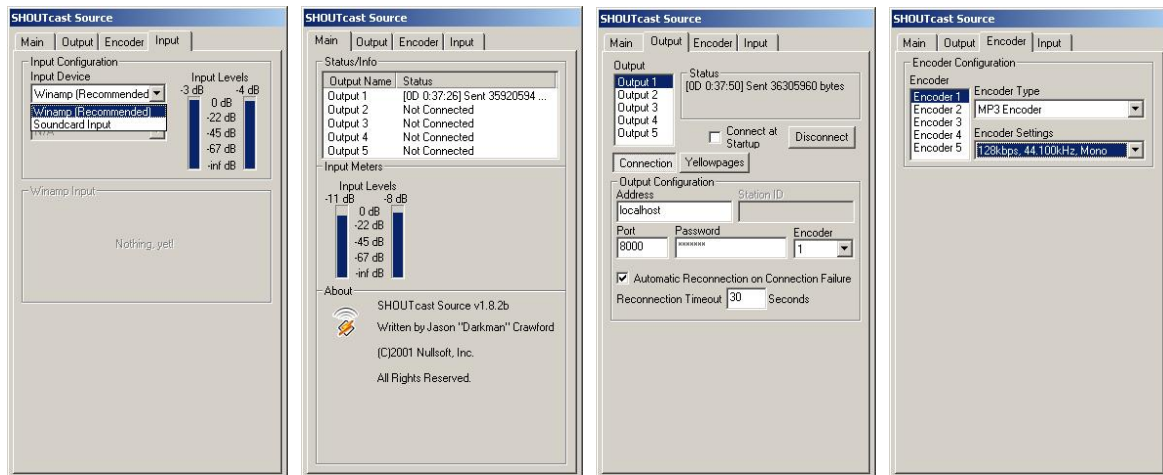 SHOUTcast Source
Main Output Encoder Input
Input Configuration
Input Device
Winamp (Recommended)
Winamp (Recommended)
Soundcard Input
N/A
Input Levels
-3 dB -4 dB
0 dB
-22 dB
-45 dB
-67 dB
-inf dB
Winamp Input
Nothing, yet!
SHOUTcast Source
Main Output Encoder Input
Status/Info
Output Name Status
Output 1 [0D 0:37:26] Sent 35920594 ...
Output 2 Not Connected
Output 3 Not Connected
Output 4 Not Connected
Output 5 Not Connected
Input Meters
Input Levels
-11 dB -8 dB
0 dB
-22 dB
-45 dB
-67 dB
-inf dB
About
SHOUTcast Source v1.8.2b
Written by Jason "Darkman" Crawford
(C)2001 Nullsoft, Inc.
All Rights Reserved.
SHOUTcast Source
Main Output Encoder Input
Output
Output 1
Output 2
Output 3
Output 4
Output 5
Status
[0D 0:37:50] Sent 36305960 bytes
Connect at
Startup
Disconnect
Connection Yellowpages
Output Configuration
Address Station ID
localhost
Port Password Encoder
8000 ******* 1
Automatic Reconnection on Connection Failure
Reconnection Timeout 30 Seconds
SHOUTcast Source
Main Output Encoder Input
Encoder Configuration
Encoder
Encoder 1
Encoder 2
Encoder 3
Encoder 4
Encoder 5
Encoder Type
MP3 Encoder
Encoder Settings
128kbps, 44.100kHz, Mono